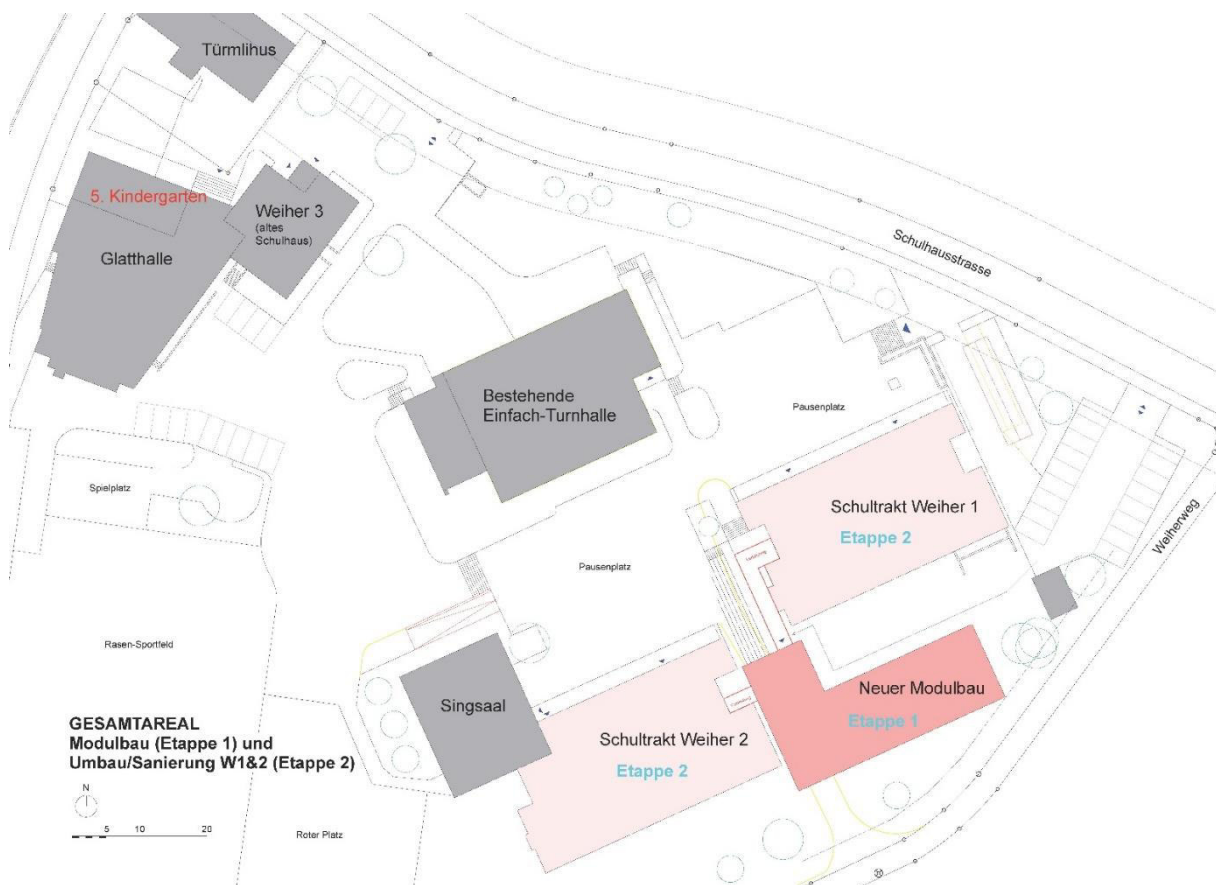 Türmlihus
5. Kindergarten
Weiher 3
(altes
Schulhaus)
Glatthalle
Schulhausstrasse
Bestehende
Einfach-Turnhalle
Pausenplatz
Spielplatz
Schultrakt Weiher 1
Etappe 2
Weiherweg
Pausenplatz
Rasen-Sportfeld
Neuer Modulbau
Etappe 1
Singsaal
Schultrakt Weiher 2
Etappe 2
GESAMTAREAL
Modulbau (Etappe 1) und
Umbau/Sanierung W1&2 (Etappe 2)
N
5 10 20
Roter Platz